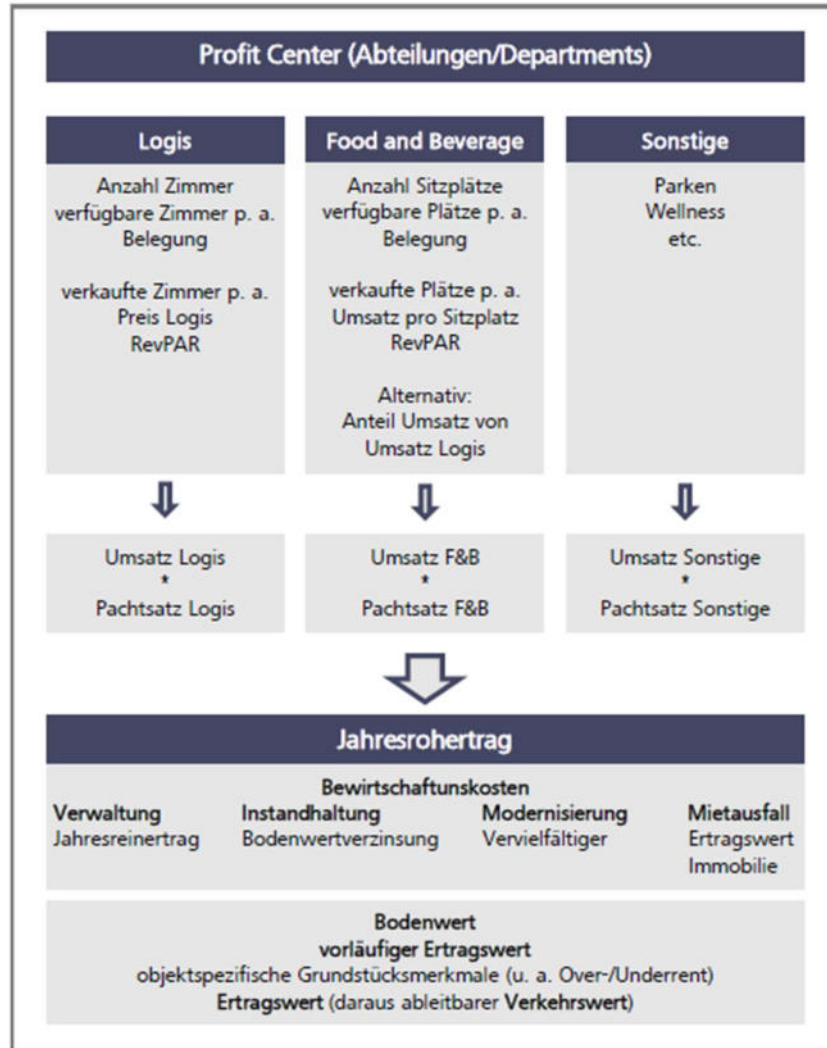 Profit Center (Abteilungen/Departments)
Logis
Anzahl Zimmer
verfügbare Zimmer p. a.
Belegung
verkaufte Zimmer p. a.
Preis Logis
RevPAR
Food and Beverage
Anzahl Sitzplätze
verfügbare Plätze p. a.
Belegung
verkaufte Plätze p. a.
Umsatz pro Sitzplatz
RevPAR
Alternativ:
Anteil Umsatz von
Umsatz Logis
Sonstige
Parken
Wellness
etc.
Umsatz Logis
*
Pachtsatz Logis
Umsatz F&B
*
Pachtsatz F&B
Umsatz Sonstige
*
Pachtsatz Sonstige
Jahresrohertrag
Bewirtschaftunskosten
Verwaltung Instandhaltung Modernisierung Mietausfall
Jahresreinertrag Bodenwertverzinsung Vervielfältiger Ertragswert
Immobilie
Bodenwert
vorläufiger Ertragswert
objektspezifische Grundstücksmerkmale (u. a. Over-/Underrent)
Ertragswert (daraus ableitbarer Verkehrswert)